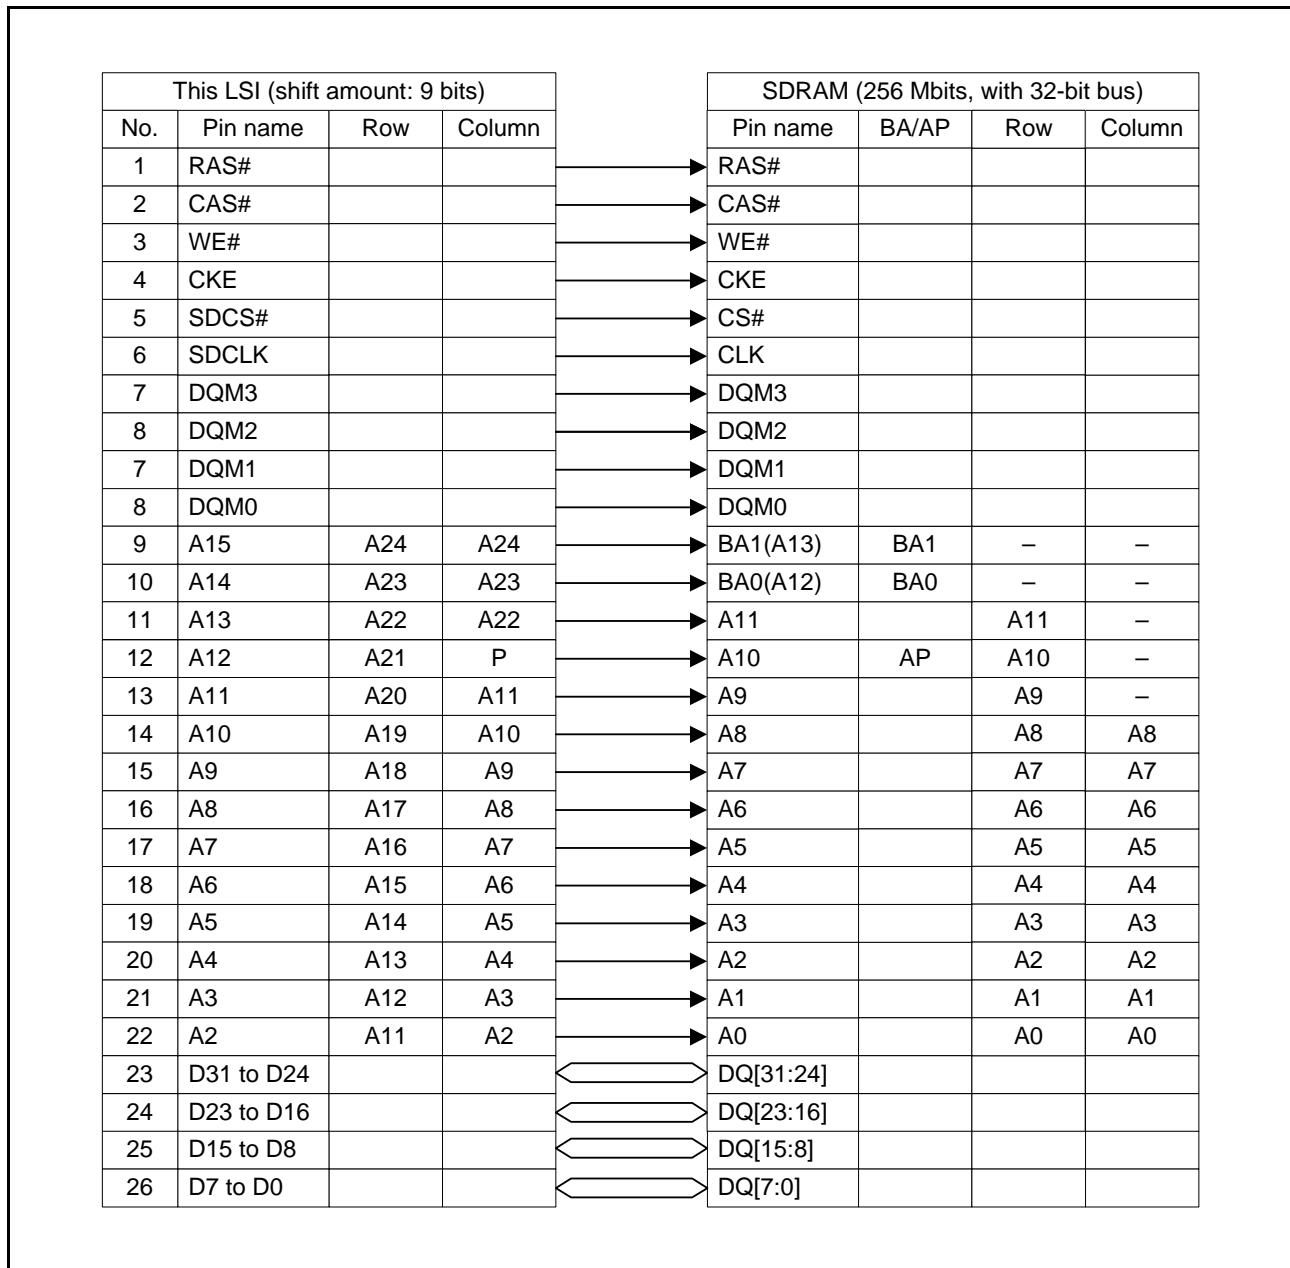 This LSI (shift amount: 9 bits) SDRAM (256 Mbits, with 32-bit bus)
No. Pin name Row Column Pin name BA/AP Row Column
1 RAS# RAS#
2 CAS# CAS#
3 WE# WE#
4 CKE CKE
5 SDCS# CS#
6 SDCLK CLK
7 DQM3 DQM3
8 DQM2 DQM2
7 DQM1 DQM1
8 DQM0 DQM0
9 A15 A24 A24 BA1(A13) BA1 – –
10 A14 A23 A23 BA0(A12) BA0 – –
11 A13 A22 A22 A11 A11 –
12 A12 A21 P A10 AP A10 –
13 A11 A20 A11 A9 A9 –
14 A10 A19 A10 A8 A8 A8
15 A9 A18 A9 A7 A7 A7
16 A8 A17 A8 A6 A6 A6
17 A7 A16 A7 A5 A5 A5
18 A6 A15 A6 A4 A4 A4
19 A5 A14 A5 A3 A3 A3
20 A4 A13 A4 A2 A2 A2
21 A3 A12 A3 A1 A1 A1
22 A2 A11 A2 A0 A0 A0
23 D31 to D24 DQ[31:24]
24 D23 to D16 DQ[23:16]
25 D15 to D8 DQ[15:8]
26 D7 to D0 DQ[7:0]